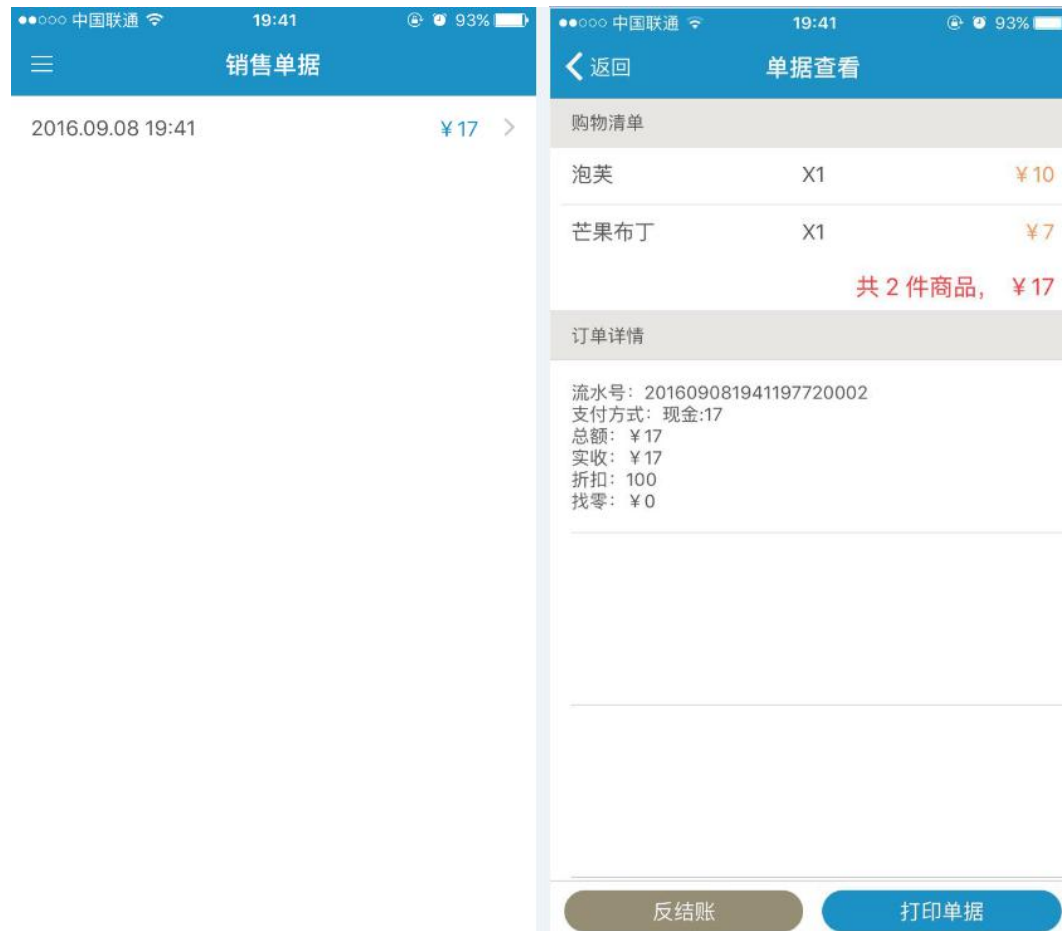 中国联通 19:41 93%
销售单据
2016.09.08 19:41 ¥17
中国联通 19:41 93%
返回 单据查看
购物清单
泡芙 X1 ¥10
芒果布丁 X1 ¥7
共2件商品, ¥17
订单详情
流水号: 201609081941197720002
支付方式: 现金:17
总额: ¥17
实收: ¥17
折扣: 100
找零: ¥0
反结账 打印单据